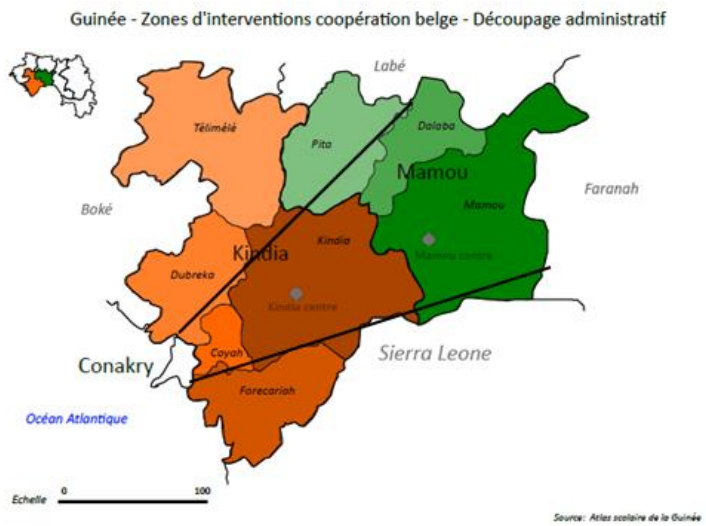 Guinée - Zones d'interventions coopération belge - Découpage administratif
Labé
Télimélé
Dalaba
Pita
Mamou
Faranah
Boké
Mamou
Kindia
Kindia
Mamou centre
Dubreka
Kindia centre
Coyah
Sierra Leone
Conakry
Forecariah
Océan Atlantique
Echelle
0
100
Source: Atlas scolaire de la Guinée